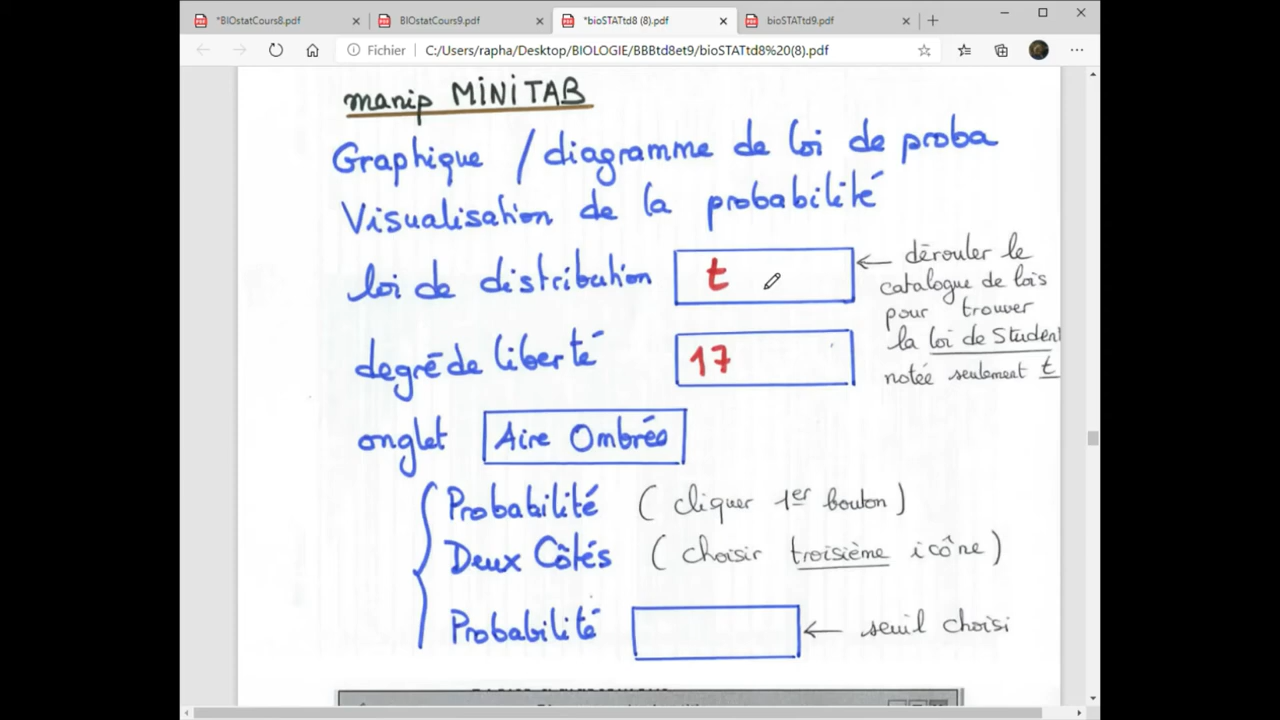 *BIOstatCours8.pdf
BIOstatCours9.pdf
*bioSTATtd8 (8).pdf
bioSTATtd9.pdf
Fichier
C:/Users/rapha/Desktop/BIOLOGIE/BBBtd8et9/bioSTATtd8%20(8).pdf
manip MINITAB
Graphique / diagramme de loi de proba
Visualisation de la probabilité
loi de distribution t
← dérouler le
catalogue de lois
pour trouver
la loi de Student
notée seulement t
degré de liberté 17
onglet Aire Ombrée
Probabilité (cliquer 1er bouton)
Deux Côtés (choisir troisième icône)
Probabilité ← seuil choisi